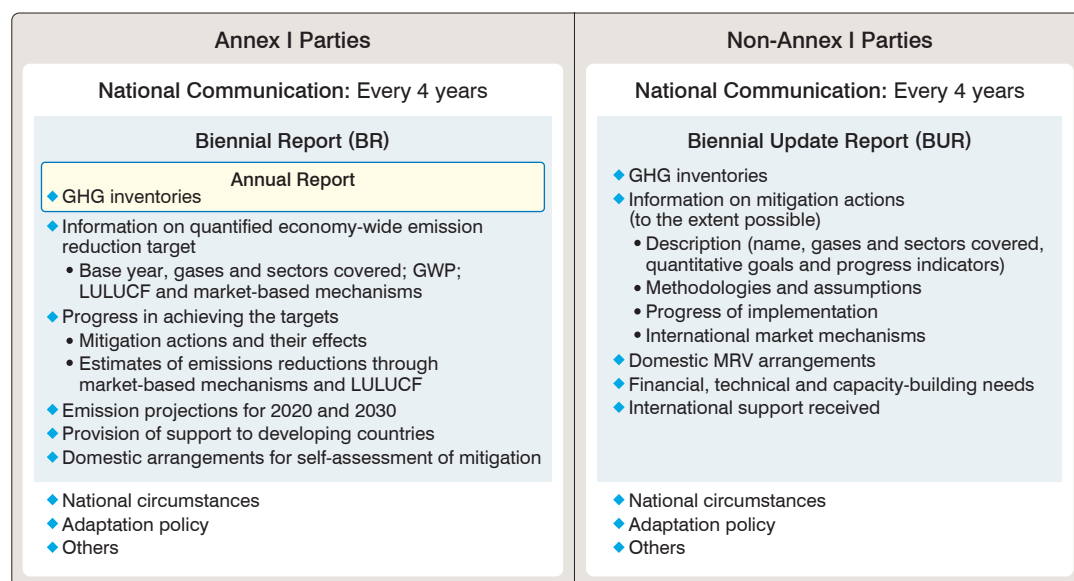 Annex I Parties
National Communication: Every 4 years
Biennial Report (BR)
Annual Report
◆ GHG inventories
◆ Information on quantified economy-wide emission
reduction target
• Base year, gases and sectors covered; GWP;
LULUCF and market-based mechanisms
◆ Progress in achieving the targets
• Mitigation actions and their effects
• Estimates of emissions reductions through
market-based mechanisms and LULUCF
◆ Emission projections for 2020 and 2030
◆ Provision of support to developing countries
◆ Domestic arrangements for self-assessment of mitigation
◆ National circumstances
◆ Adaptation policy
◆ Others
Non-Annex I Parties
National Communication: Every 4 years
Biennial Update Report (BUR)
◆ GHG inventories
◆ Information on mitigation actions
(to the extent possible)
• Description (name, gases and sectors covered,
quantitative goals and progress indicators)
• Methodologies and assumptions
• Progress of implementation
• International market mechanisms
◆ Domestic MRV arrangements
◆ Financial, technical and capacity-building needs
◆ International support received
◆ National circumstances
◆ Adaptation policy
◆ Others